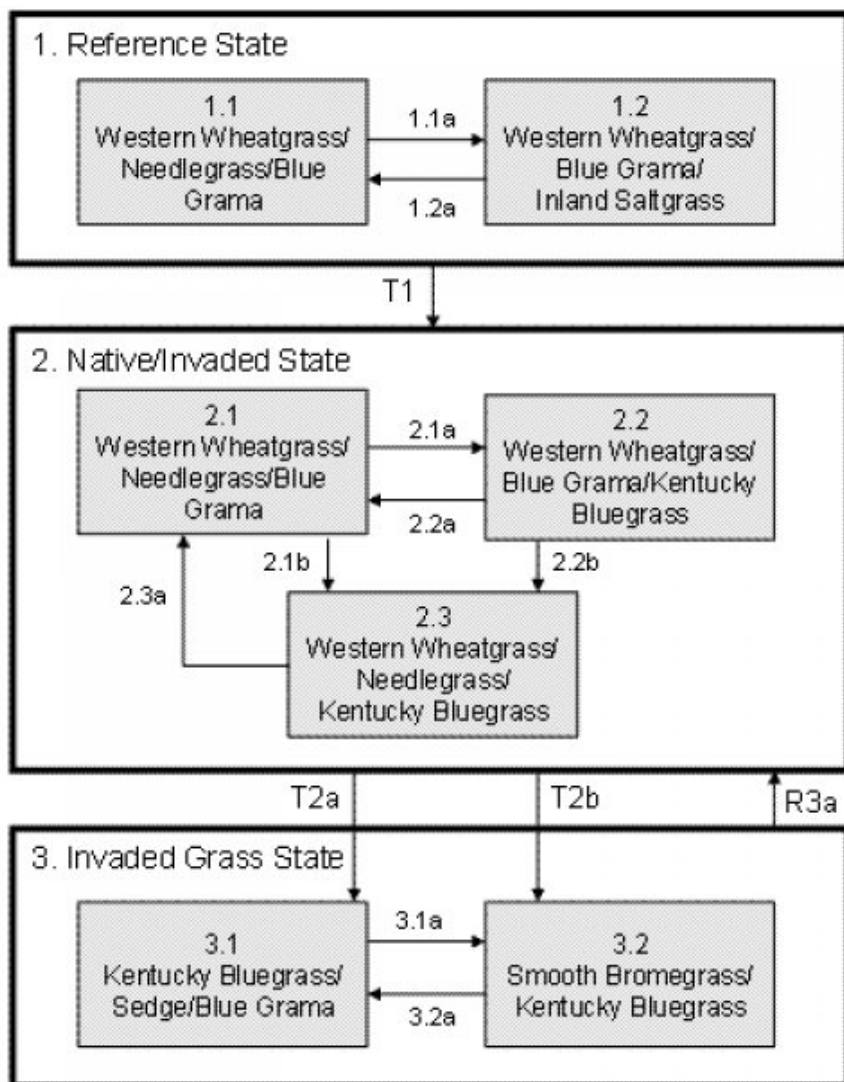 1. Reference State
1.1
Western Wheatgrass/
Needlegrass/Blue
Grama
1.1a
1.2a
1.2
Western Wheatgrass/
Blue Grama/
Inland Saltgrass
T1
2. Native/Invaded State
2.1
Western Wheatgrass/
Needlegrass/Blue
Grama
2.1a
2.2a
2.2
Western Wheatgrass/
Blue Grama/Kentucky
Bluegrass
2.3a
2.1b
2.2b
2.3
Western Wheatgrass/
Needlegrass/
Kentucky Bluegrass
T2a
T2b
R3a
3. Invaded Grass State
3.1
Kentucky Bluegrass/
Sedge/Blue Grama
3.1a
3.2a
3.2
Smooth Bromegrass/
Kentucky Bluegrass